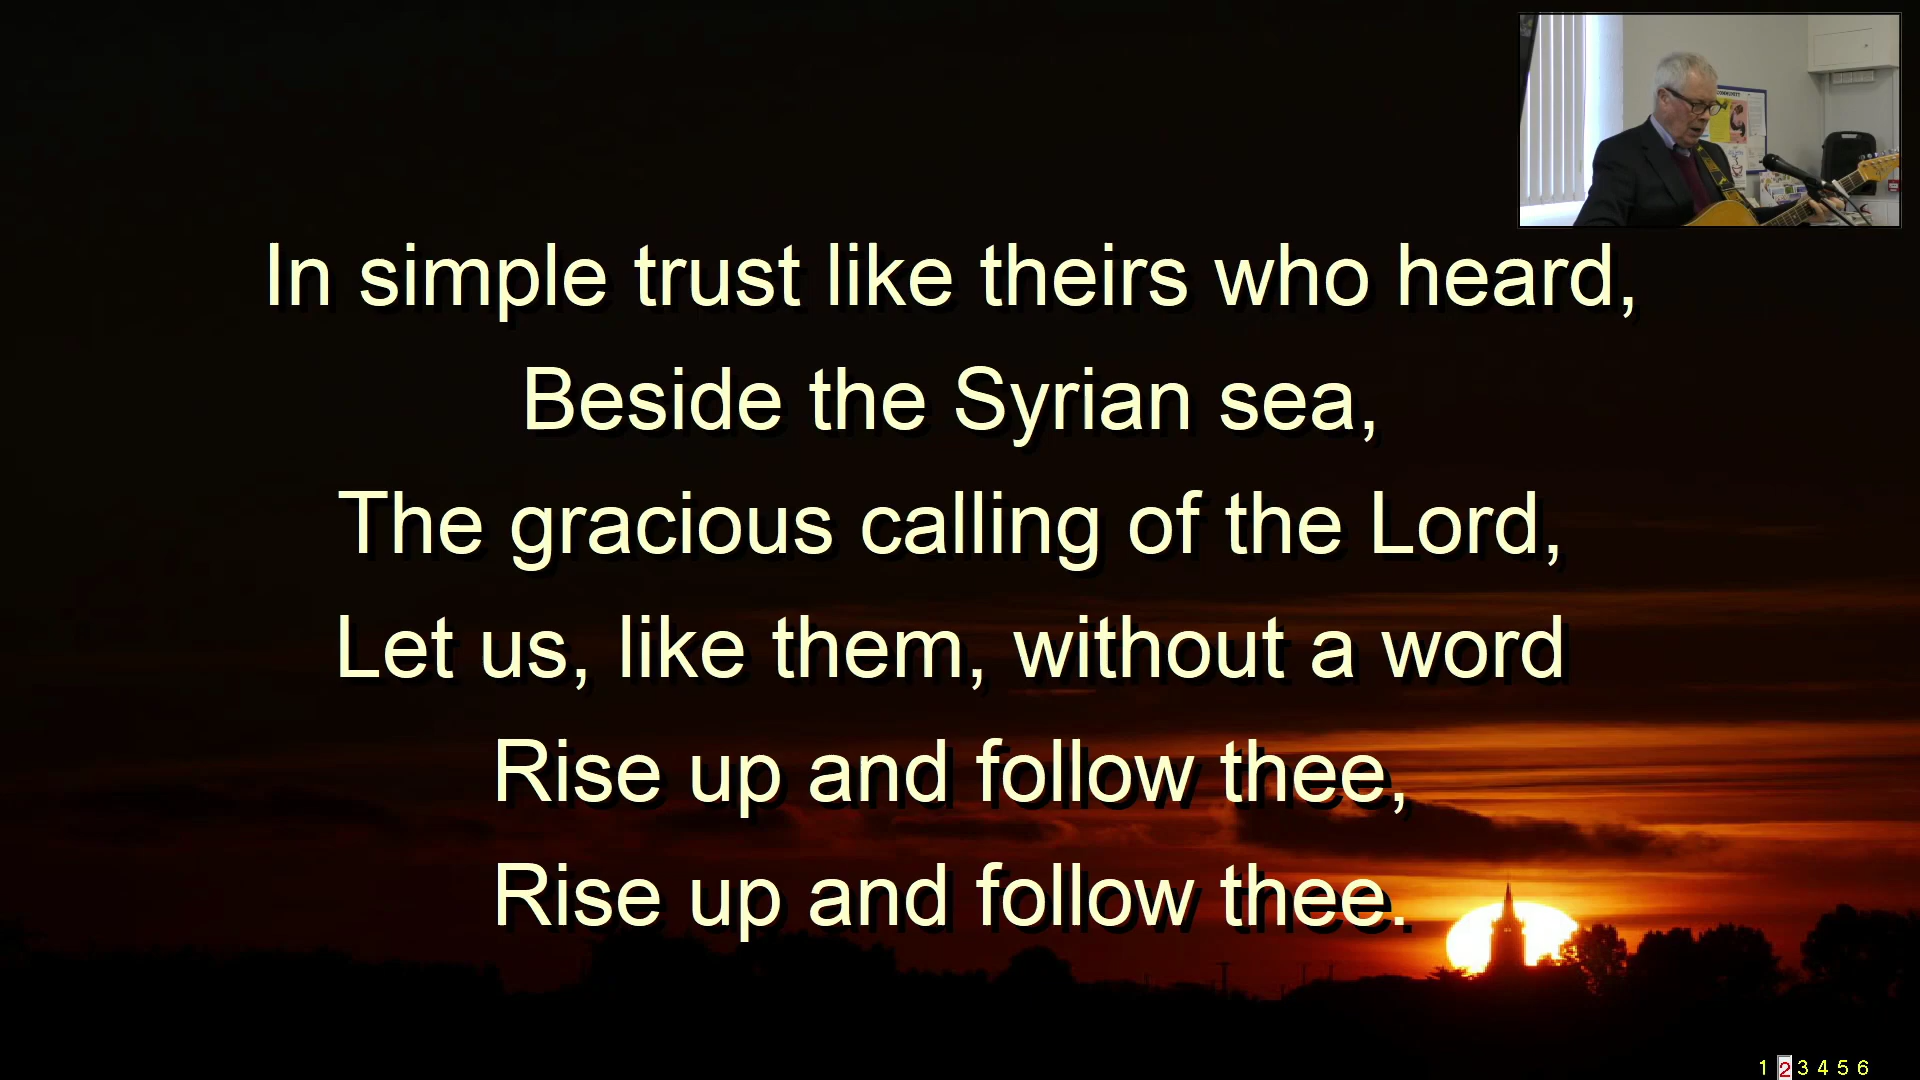 COMMUNITY
In simple trust like theirs who heard,
Beside the Syrian sea,
The gracious calling of the Lord,
Let us, like them, without a word
Rise up and follow thee,
Rise up and follow thee.
1 2 3 4 5 6